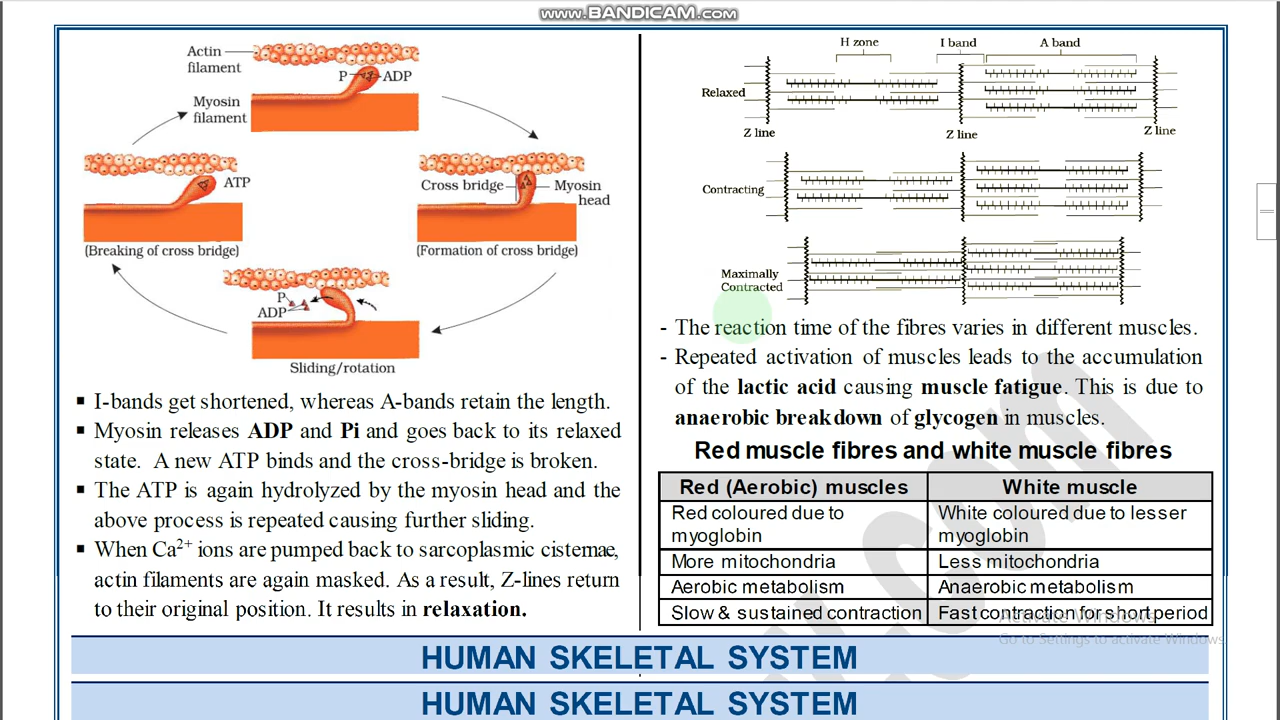 www.BANDICAM.com
Actin
filament
P
ADP
Myosin
filament
ATP
Cross bridge
Myosin
head
(Breaking of cross bridge)
(Formation of cross bridge)
P
ADP
Sliding/rotation
▪ I-bands get shortened, whereas A-bands retain the length.
▪ Myosin releases ADP and Pi and goes back to its relaxed
state. A new ATP binds and the cross-bridge is broken.
▪ The ATP is again hydrolyzed by the myosin head and the
above process is repeated causing further sliding.
▪ When Ca²⁺ ions are pumped back to sarcoplasmic cisternae,
actin filaments are again masked. As a result, Z-lines return
to their original position. It results in relaxation.
H zone
I band
A band
Relaxed
Z line
Z line
Z line
Contracting
Maximally
Contracted
- The reaction time of the fibres varies in different muscles.
- Repeated activation of muscles leads to the accumulation
of the lactic acid causing muscle fatigue. This is due to
anaerobic breakdown of glycogen in muscles.
Red muscle fibres and white muscle fibres
Red (Aerobic) muscles
White muscle
Red coloured due to
myoglobin
White coloured due to lesser
myoglobin
More mitochondria
Less mitochondria
Aerobic metabolism
Anaerobic metabolism
Slow & sustained contraction
Fast contraction for short period
Activate Windows
Go to Settings to activate Windows
HUMAN SKELETAL SYSTEM
HUMAN SKELETAL SYSTEM